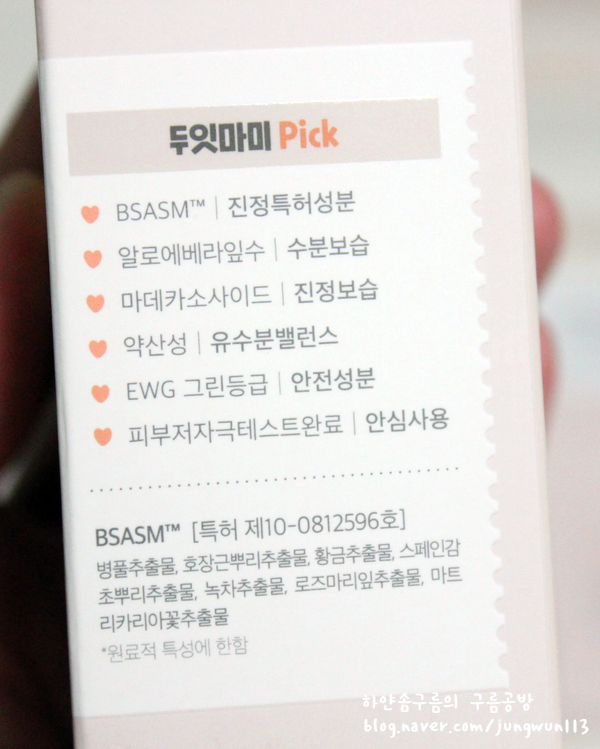 두잇마미 Pick
BSASM™ | 진정특허성분
알로에베라잎수 | 수분보습
마데카소사이드 | 진정보습
약산성 | 유수분밸런스
EWG 그린등급 | 안전성분
피부저자극테스트완료 | 안심사용
BSASM™ [특허 제10-0812596호]
병풀추출물, 호장근뿌리추출물, 황금추출물, 스페인감
초뿌리추출물, 녹차추출물, 로즈마리잎추출물, 마트
리카리아꽃추출물
*원료적 특성에 한함
하얀솜구름의 구름공방
blog.naver.com/jungwun113